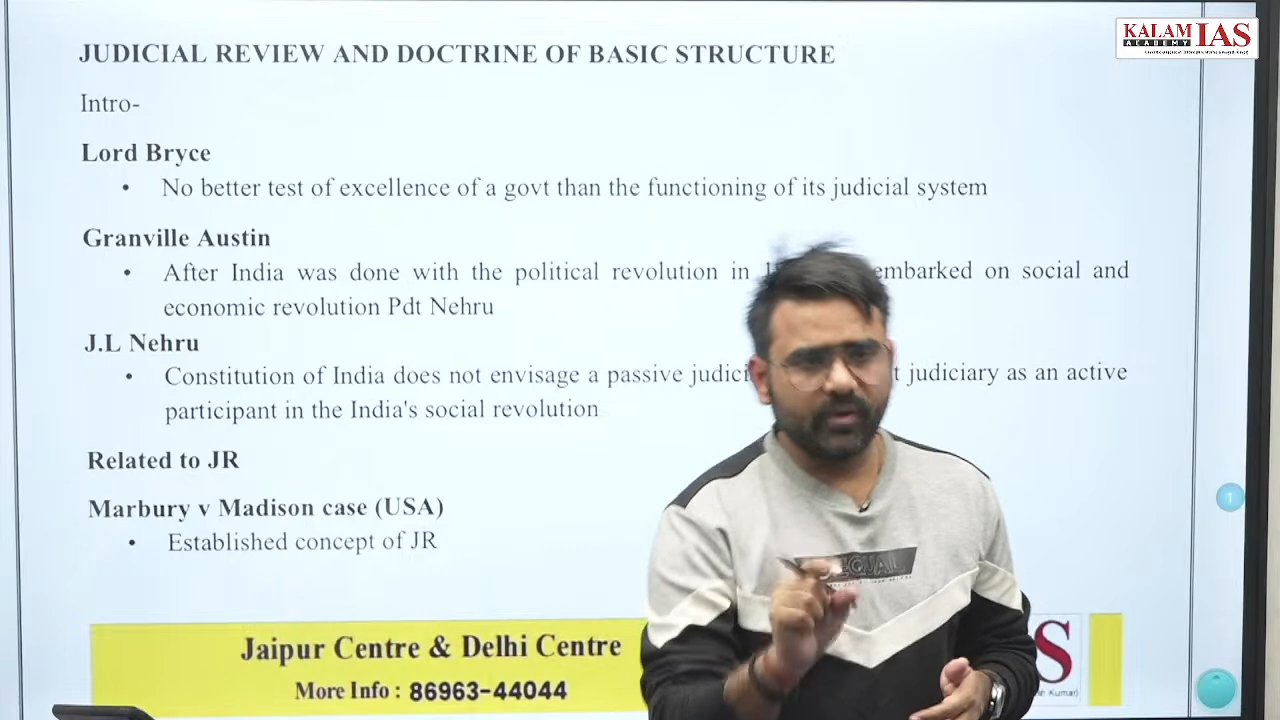 KALAM IAS
ACADEMY
JUDICIAL REVIEW AND DOCTRINE OF BASIC STRUCTURE
Intro-
Lord Bryce
• No better test of excellence of a govt than the functioning of its judicial system
Granville Austin
• After India was done with the political revolution in embarked on social and
economic revolution Pdt Nehru
J.L Nehru
• Constitution of India does not envisage a passive judiciary as an active
participant in the India's social revolution
Related to JR
Marbury v Madison case (USA)
• Established concept of JR
1
EQUAL
Jaipur Centre & Delhi Centre
More Info : 86963-44044
S
Kumar)